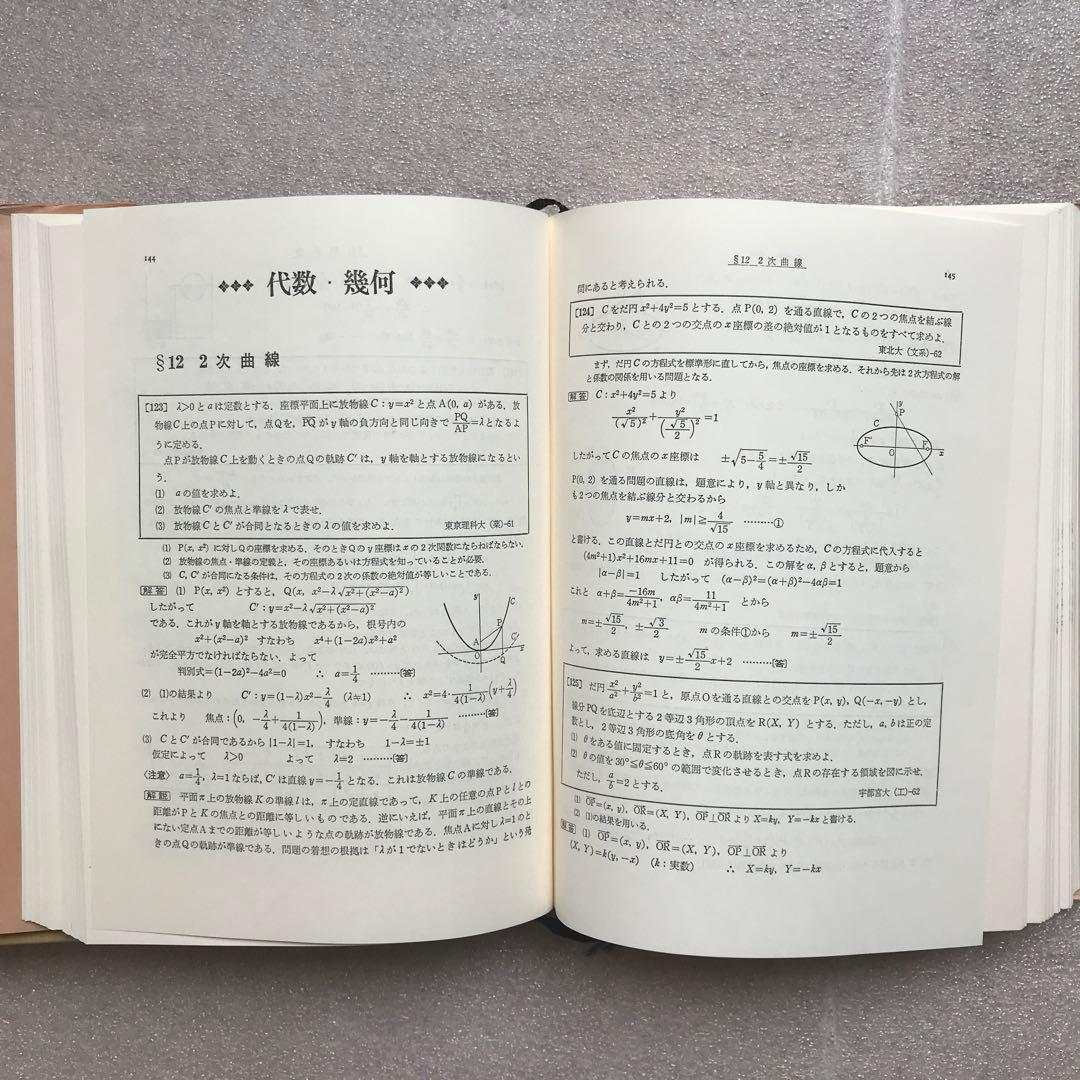 144
代数・幾何
§12 2次曲線
[123] λ>0とaは定数とする．座標平面上に放物線C：y=x²と点A(0, a)がある．放
物線C上の点Pに対して，点Qを，PQ→がy軸の負方向と同じ向きで PQ/AP=λとなるよ
うに定める．
点Pが放物線C上を動くときの点Qの軌跡C′は，y軸を軸とする放物線になるとい
う．
(1) aの値を求めよ．
(2) 放物線C′の焦点と準線をλで表せ．
(3) 放物線CとC′が合同となるときのλの値を求めよ． 東京理科大（薬）-61
(1) P(x, x²)に対しQの座標を求める．そのときQのy座標はxの2次関数にならねばならない．
(2) 放物線の焦点・準線の定義と，その座標あるいは方程式を知っていることが必要．
(3) C, C′が合同になる条件は，その方程式の2次の係数の絶対値が等しいことである．
解答 (1) P(x, x²)とすると，Q(x, x²−λ√(x²+(x²−a)²))
したがって C′：y=x²−λ√(x²+(x²−a)²)
である．これがy軸を軸とする放物線であるから，根号内の
x²+(x²−a)² すなわち x⁴+(1−2a)x²+a²
が完全平方でなければならない．よって
判別式=(1−2a)²−4a²=0 ∴ a=1/4 ………〔答〕
y
C
P
A
C′
O
Q
x
(2) (1)の結果より C′：y=(1−λ)x²−λ/4 (λ≠1) ∴ x²=4・1/(4(1−λ))(y+λ/4)
これより 焦点：(0, −λ/4+1/(4(1−λ)))，準線：y=−λ/4−1/(4(1−λ)) ………〔答〕
(3) CとC′が合同であるから|1−λ|=1，すなわち 1−λ=±1
仮定によって λ>0 よって λ=2 ………〔答〕
〈注意〉 a=1/4, λ=1ならば，C′は直線y=−1/4となる．これは放物線Cの準線である．
解説 平面π上の放物線Kの準線lは，π上の定直線であって，K上の任意の点Pとlとの
距離がPとKの焦点との距離に等しいものである．逆にいえば，平面π上の直線とその上
にない定点Aまでの距離が等しいような点の軌跡が放物線である．焦点Aに対しλ=1のと
きの点Qの軌跡が準線である．問題の着想の根拠は「λが1でないときはどうか」という発
§12 2次曲線
145
問にあると考えられる．
[124] Cをだ円x²+4y²=5とする．点P(0, 2)を通る直線で，Cの2つの焦点を結ぶ線
分と交わり，Cとの2つの交点のx座標の差の絶対値が1となるものをすべて求めよ．
東北大（文系）-62
まず，だ円Cの方程式を標準形に直してから，焦点の座標を求める．それから先は2次方程式の解
と係数の関係を用いる問題となる．
解答 C：x²+4y²=5より
x²/(√5)²+y²/(√5/2)²=1
したがってCの焦点のx座標は ±√(5−5/4)=±√15/2
y
P
C
F′
F
O
x
P(0, 2)を通る問題の直線は，題意により，y軸と異なり，しか
も2つの焦点を結ぶ線分と交わるから
y=mx+2, |m|≧4/√15 ………①
と書ける．この直線とだ円との交点のx座標を求めるため，Cの方程式に代入すると
(4m²+1)x²+16mx+11=0 が得られる．この解をα, βとすると，題意から
|α−β|=1 したがって (α−β)²=(α+β)²−4αβ=1
これと α+β=−16m/(4m²+1), αβ=11/(4m²+1) とから
m=±√15/2, ±√3/2 mの条件①から m=±√15/2
よって，求める直線は y=±√15/2 x+2 ………〔答〕
[125] だ円x²/a²+y²/b²=1と，原点Oを通る直線との交点をP(x, y), Q(−x, −y)とし，
線分PQを底辺とする2等辺3角形の頂点をR(X, Y)とする．ただし，a, bは正の定
数とし，2等辺3角形の底角をθとする．
(1) θをある値に固定するとき，点Rの軌跡を表す式を求めよ．
(2) θの値を30°≦θ≦60°の範囲で変化させるとき，点Rの存在する領域を図に示せ．
ただし，a/b=2とする． 宇都宮大（工）-62
(1) OP→=(x, y), OR→=(X, Y), OP→⊥OR→よりX=ky, Y=−kxと書ける．
(2) (1)の結果を用いる．
解答 (1) OP→=(x, y), OR→=(X, Y), OP→⊥OR→より
(X, Y)=k(y, −x) (k：実数) ∴ X=ky, Y=−kx